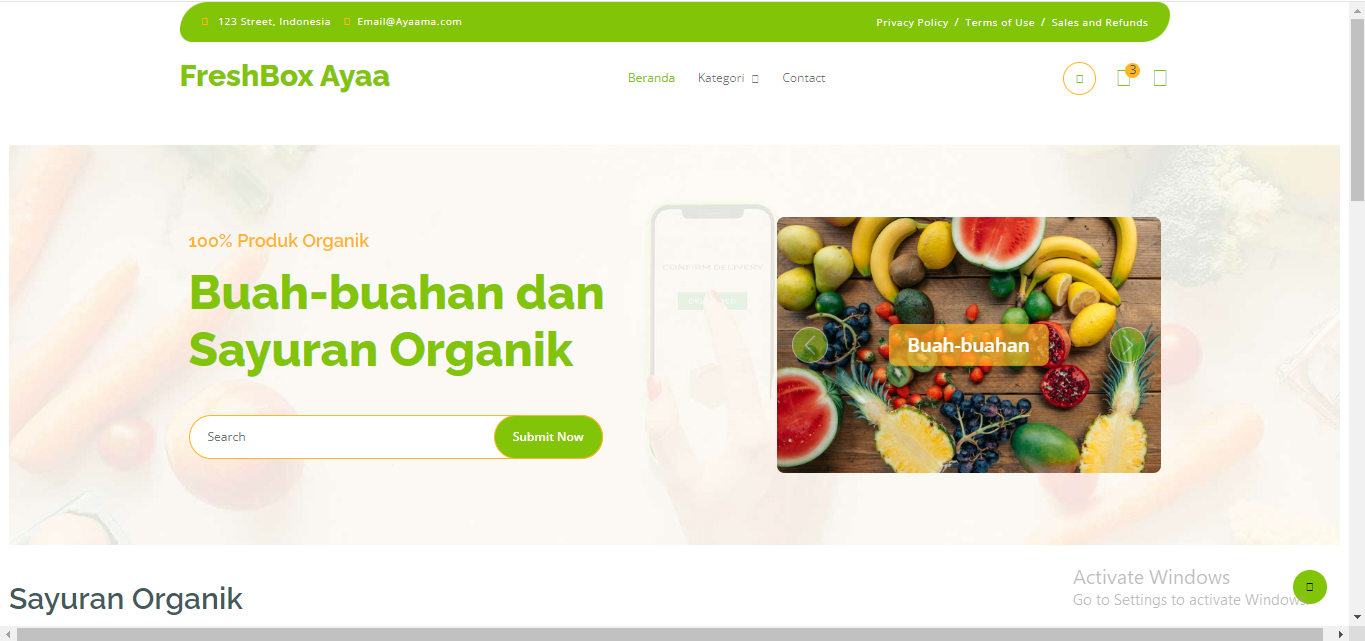 123 Street, Indonesia Email@Ayaama.com Privacy Policy / Terms of Use / Sales and Refunds
FreshBox Ayaa Beranda Kategori Contact 3
100% Produk Organik
Buah-buahan dan
Sayuran Organik
Search Submit Now
CONFIRM DELIVERY
Buah-buahan
Sayuran Organik
Activate Windows
Go to Settings to activate Windows.